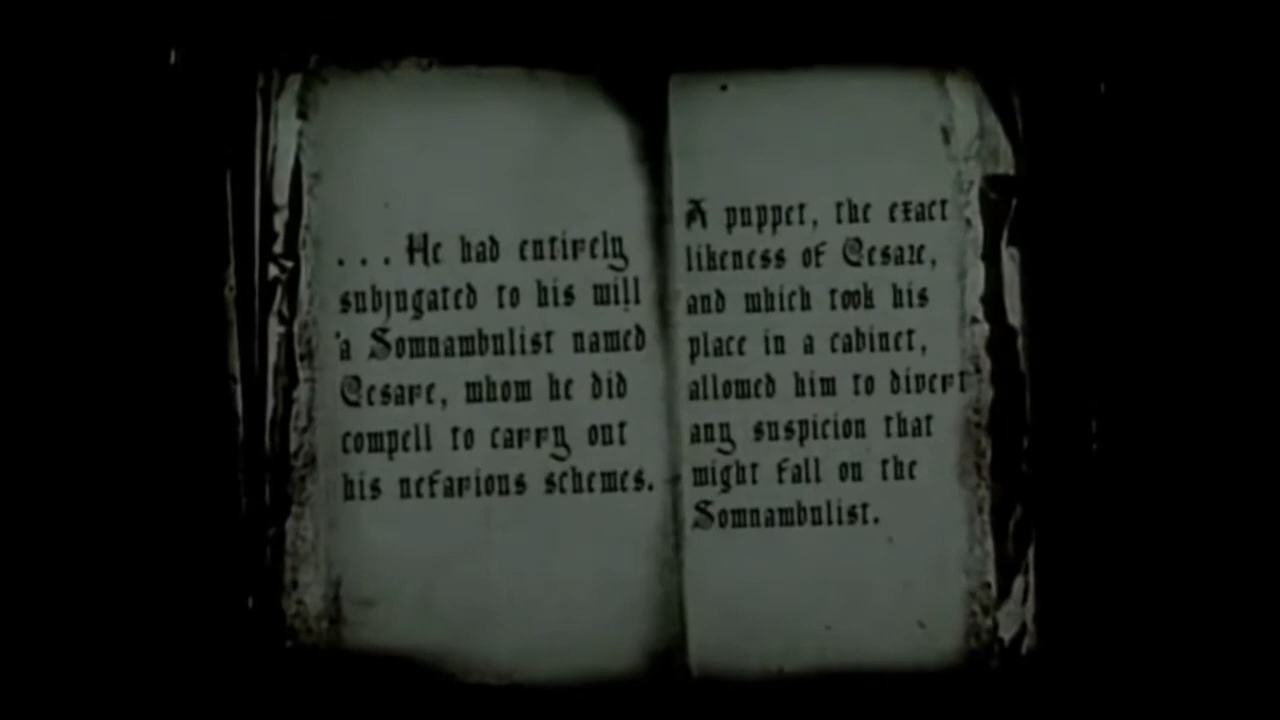 . . . He had entirely
subjugated to his will
a Somnambulist named
Cesare, whom he did
compell to carry out
his nefarious schemes.
A puppet, the exact
likeness of Cesare,
and which took his
place in a cabinet,
allowed him to divert
any suspicion that
might fall on the
Somnambulist.